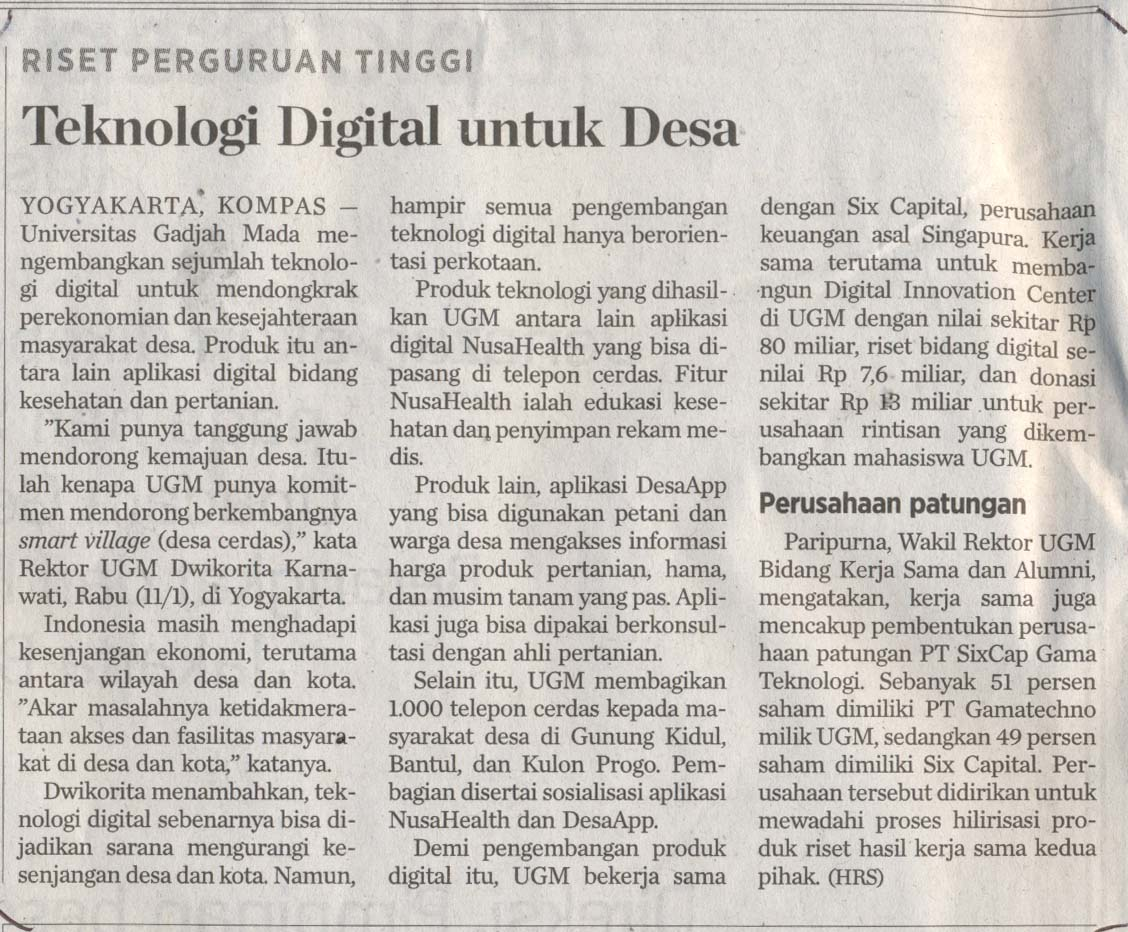 RISET PERGURUAN TINGGI
Teknologi Digital untuk Desa
YOGYAKARTA, KOMPAS —
Universitas Gadjah Mada me-
ngembangkan sejumlah teknolo-
gi digital untuk mendongkrak
perekonomian dan kesejahteraan
masyarakat desa. Produk itu an-
tara lain aplikasi digital bidang
kesehatan dan pertanian.
”Kami punya tanggung jawab
mendorong kemajuan desa. Itu-
lah kenapa UGM punya komit-
men mendorong berkembangnya
smart village (desa cerdas),” kata
Rektor UGM Dwikorita Karna-
wati, Rabu (11/1), di Yogyakarta.
Indonesia masih menghadapi
kesenjangan ekonomi, terutama
antara wilayah desa dan kota.
”Akar masalahnya ketidakmera-
taan akses dan fasilitas masyara-
kat di desa dan kota,” katanya.
Dwikorita menambahkan, tek-
nologi digital sebenarnya bisa di-
jadikan sarana mengurangi ke-
senjangan desa dan kota. Namun,
hampir semua pengembangan
teknologi digital hanya berorien-
tasi perkotaan.
Produk teknologi yang dihasil-
kan UGM antara lain aplikasi
digital NusaHealth yang bisa di-
pasang di telepon cerdas. Fitur
NusaHealth ialah edukasi kese-
hatan dan penyimpan rekam me-
dis.
Produk lain, aplikasi DesaApp
yang bisa digunakan petani dan
warga desa mengakses informasi
harga produk pertanian, hama,
dan musim tanam yang pas. Apli-
kasi juga bisa dipakai berkonsul-
tasi dengan ahli pertanian.
Selain itu, UGM membagikan
1.000 telepon cerdas kepada ma-
syarakat desa di Gunung Kidul,
Bantul, dan Kulon Progo. Pem-
bagian disertai sosialisasi aplikasi
NusaHealth dan DesaApp.
Demi pengembangan produk
digital itu, UGM bekerja sama
dengan Six Capital, perusahaan
keuangan asal Singapura. Kerja
sama terutama untuk memba-
ngun Digital Innovation Center
di UGM dengan nilai sekitar Rp
80 miliar, riset bidang digital se-
nilai Rp 7,6 miliar, dan donasi
sekitar Rp 13 miliar untuk per-
usahaan rintisan yang dikem-
bangkan mahasiswa UGM.
Perusahaan patungan
Paripurna, Wakil Rektor UGM
Bidang Kerja Sama dan Alumni,
mengatakan, kerja sama juga
mencakup pembentukan perusa-
haan patungan PT SixCap Gama
Teknologi. Sebanyak 51 persen
saham dimiliki PT Gamatechno
milik UGM, sedangkan 49 persen
saham dimiliki Six Capital. Per-
usahaan tersebut didirikan untuk
mewadahi proses hilirisasi pro-
duk riset hasil kerja sama kedua
pihak. (HRS)